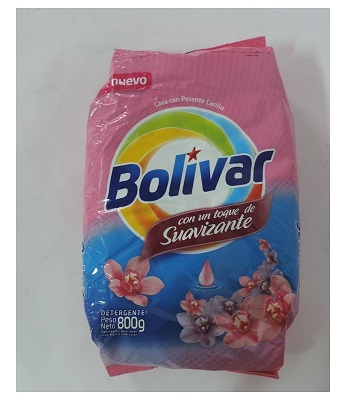 nuevo
Lava con Potente Cariño
Bolivar
con un toque de
Suavizante
DETERGENTE
Peso
Neto 800g